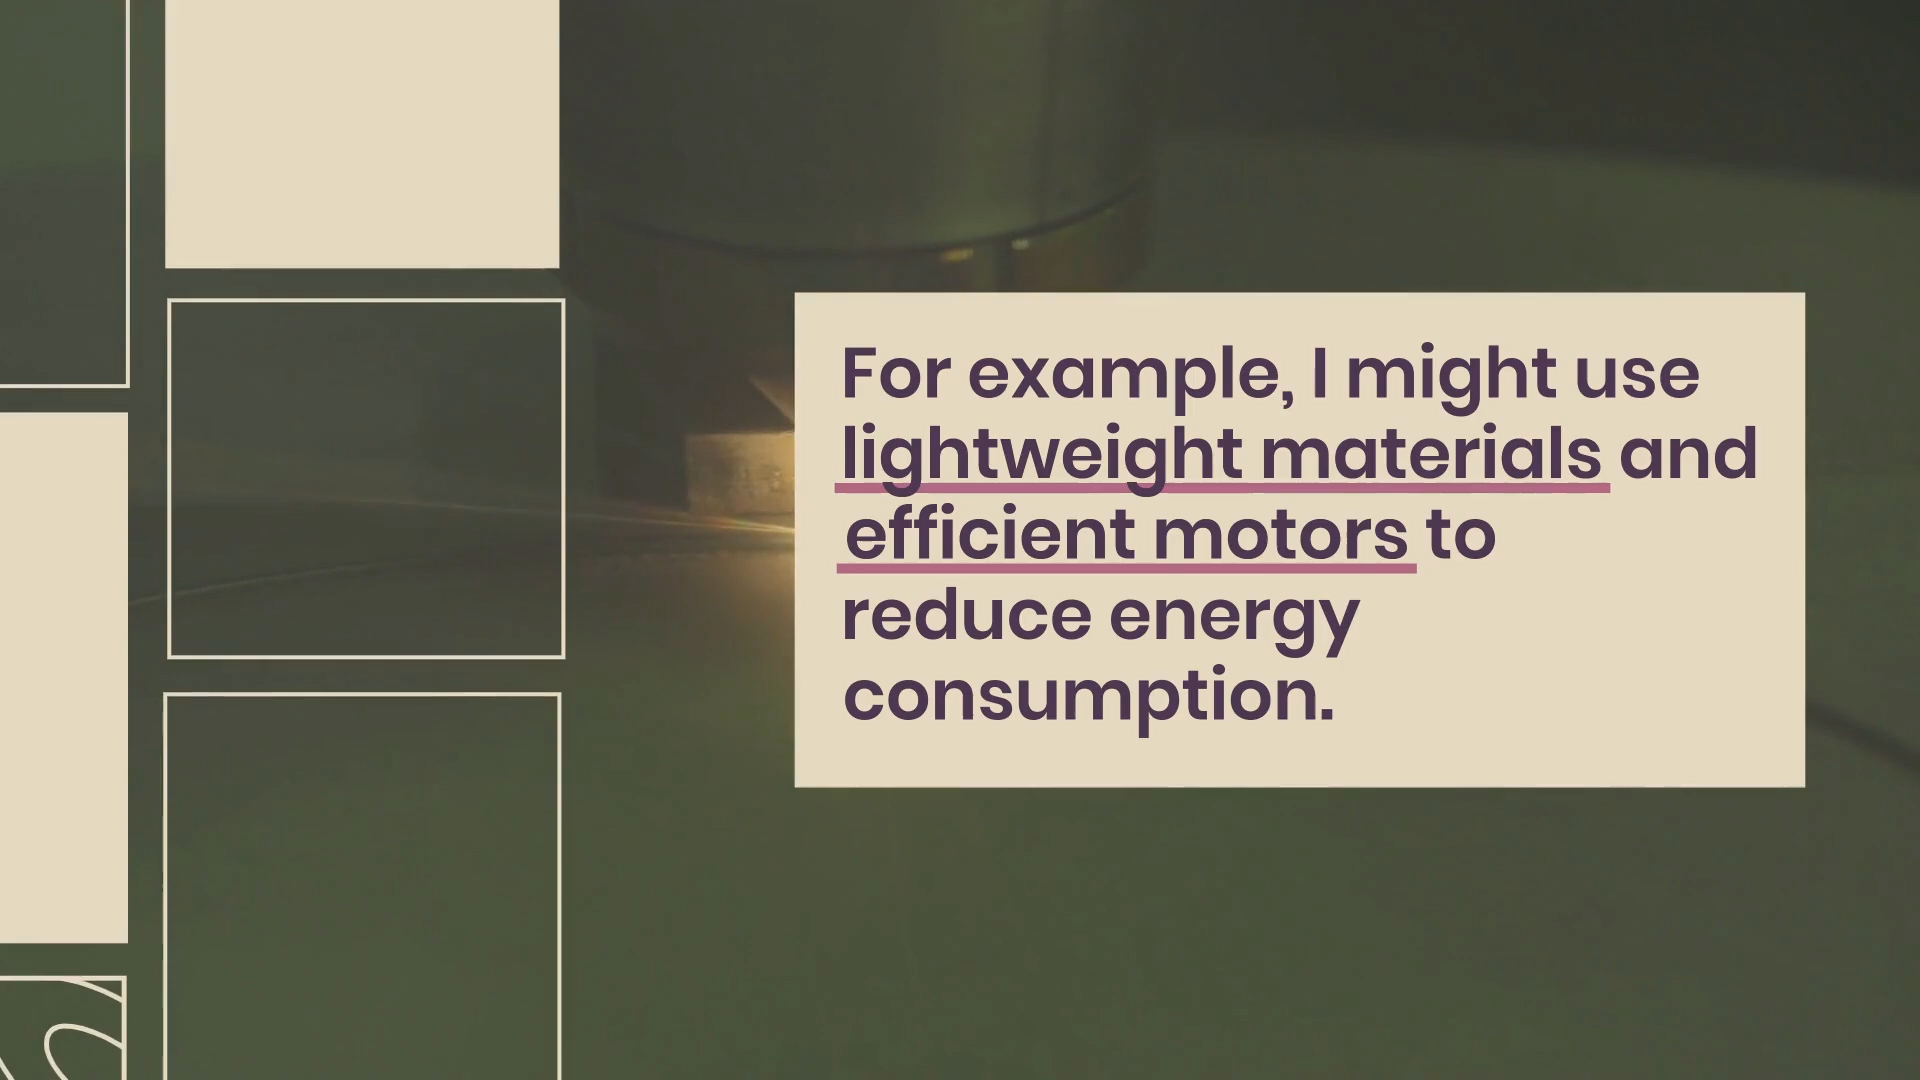 For example, I might use
lightweight materials and
efficient motors to
reduce energy
consumption.